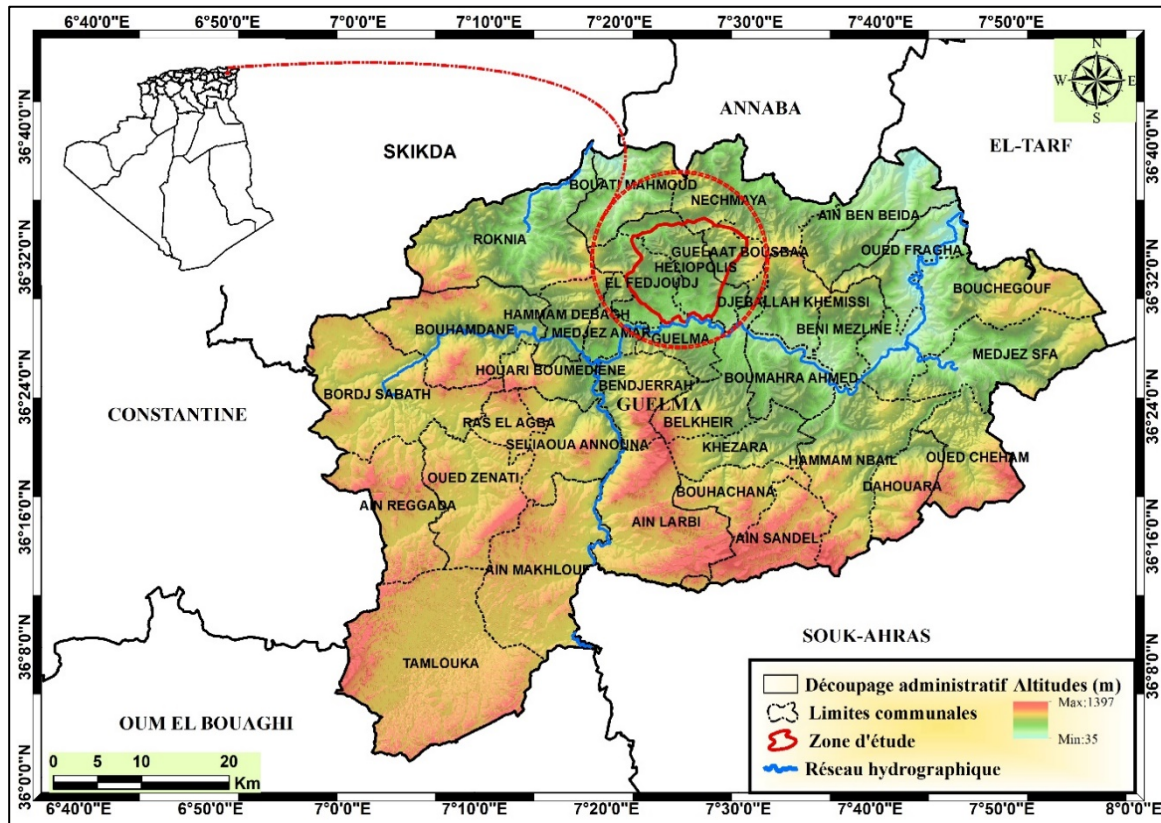 6°40'0"E 6°50'0"E 7°0'0"E 7°10'0"E 7°20'0"E 7°30'0"E 7°40'0"E 7°50'0"E
N
W E
S
36°40'0"N 36°40'0"N
36°32'0"N 36°32'0"N
36°24'0"N 36°24'0"N
36°16'0"N 36°16'0"N
36°8'0"N 36°8'0"N
36°0'0"N
ANNABA
EL-TARF
SKIKDA
BOUATI MAHMOUD
NECHMAYA
AIN BEN BEIDA
ROKNIA
GUELAAT BOUSBAA
OUED FRAGHA
HELIOPOLIS
EL FEDJOUDJ
BOUCHEGOUF
DJEBALLAH KHEMISSI
HAMMAM DEBAGH
BOUHAMDANE
MEDJEZ AMAR
GUELMA
BENI MEZLINE
MEDJEZ SFA
HOUARI BOUMEDIENE
BENDJERRAH
BOUMAHRA AHMED
BORDJ SABATH
CONSTANTINE
GUELMA
RAS EL AGBA
BELKHEIR
SELIAOUA ANNOUNA
KHEZARA
HAMMAM NBAIL
OUED CHEHAM
OUED ZENATI
BOUHACHANA
DAHOUARA
AIN REGGADA
AIN LARBI
AIN SANDEL
AIN MAKHLOUF
SOUK-AHRAS
TAMLOUKA
OUM EL BOUAGHI
Découpage administratif
Limites communales
Zone d'étude
Réseau hydrographique
Altitudes (m)
Max:1397
Min:35
0 5 10 20
Km
6°40'0"E 6°50'0"E 7°0'0"E 7°10'0"E 7°20'0"E 7°30'0"E 7°40'0"E 7°50'0"E 8°0'0"E